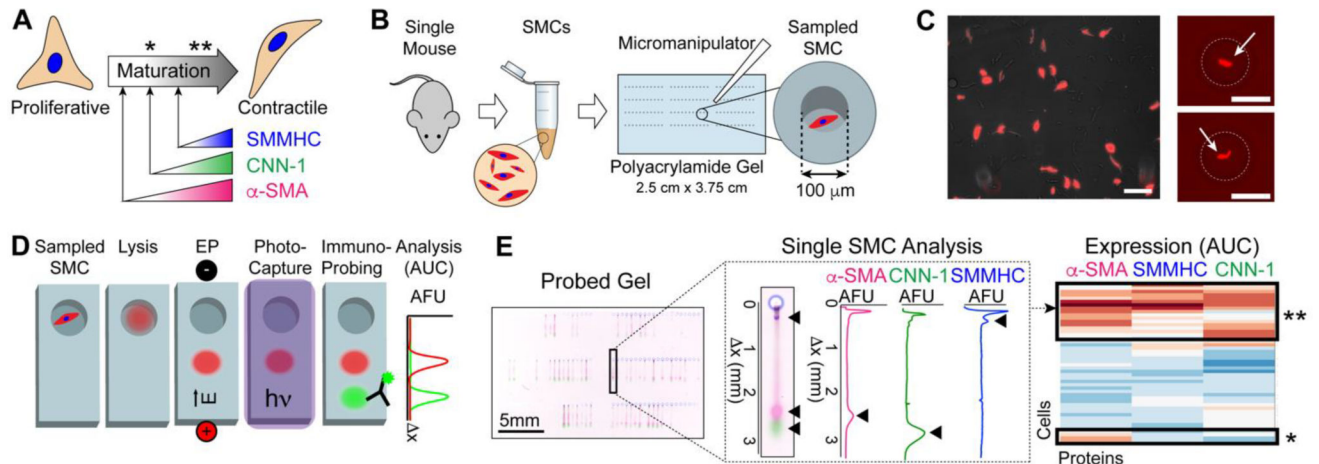 A
* **
Maturation
Proliferative
Contractile
SMMHC
CNN-1
α-SMA
B
Single
Mouse
SMCs
Micromanipulator
Sampled
SMC
Polyacrylamide Gel
2.5 cm x 3.75 cm
100 μm
C
D
Sampled
SMC
Lysis
EP
-
Photo-
Capture
Immuno-
Probing
Analysis
(AUC)
AFU
E
hν
+
Δx
E
Probed Gel
5mm
Single SMC Analysis
α-SMA CNN-1 SMMHC
AFU AFU AFU
0
1
2
3
Δx (mm)
0
1
2
3
Δx (mm)
Expression (AUC)
α-SMA SMMHC CNN-1
**
*
Cells
Proteins